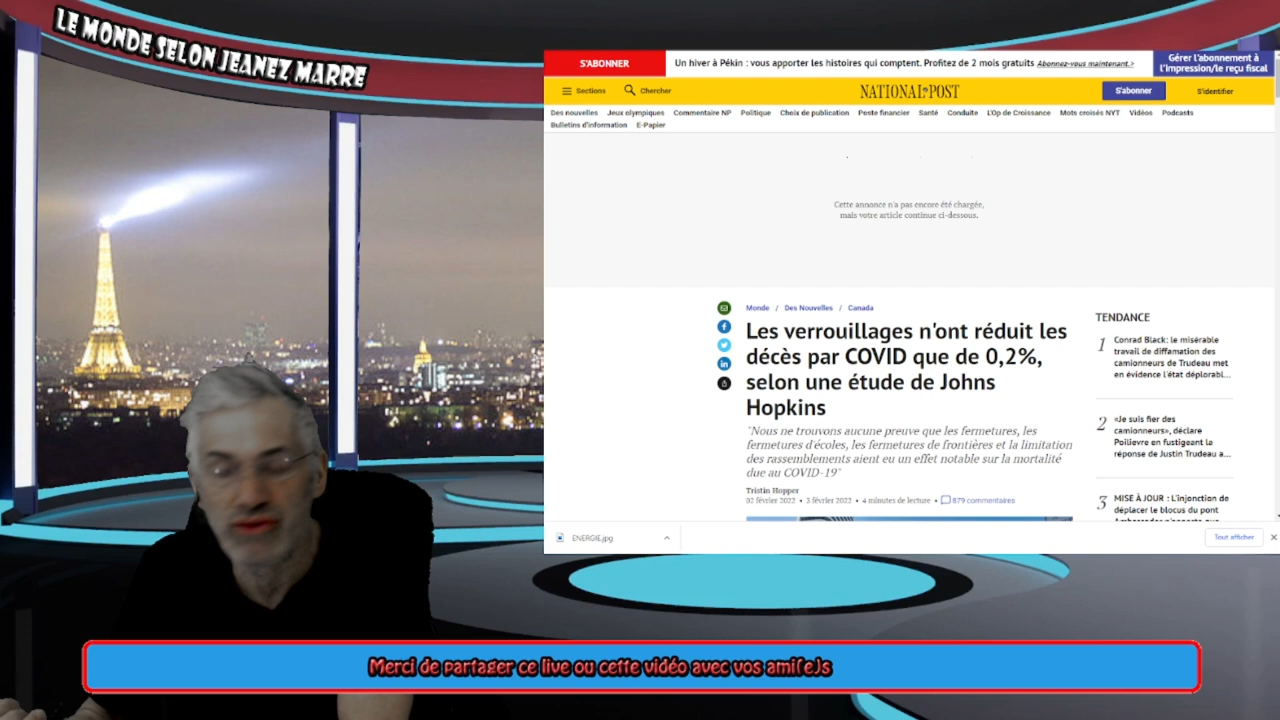 LE MONDE SELON JEANEZ MARRE
S'ABONNER
Un hiver à Pékin : vous apporter les histoires qui comptent. Profitez de 2 mois gratuits Abonnez-vous maintenant.>
Gérer l'abonnement à
l'impression/le reçu fiscal
Sections
Chercher
NATIONAL POST
S'abonner
S'identifier
Des nouvelles Jeux olympiques Commentaire NP Politique Choix de publication Peste financier Santé Conduite L'Op de Croissance Mots croisés NYT Vidéos Podcasts
Bulletins d'information E-Papier
Cette annonce n'a pas encore été chargée,
mais votre article continue ci-dessous.
Monde / Des Nouvelles / Canada
Les verrouillages n'ont réduit les
décès par COVID que de 0,2%,
selon une étude de Johns
Hopkins
"Nous ne trouvons aucune preuve que les fermetures, les
fermetures d'écoles, les fermetures de frontières et la limitation
des rassemblements aient eu un effet notable sur la mortalité
due au COVID-19"
Tristin Hopper
02 février 2022 • 3 février 2022 • 4 minutes de lecture • 879 commentaires
TENDANCE
1 Conrad Black: le misérable
travail de diffamation des
camionneurs de Trudeau met
en évidence l'état déplorabl...
2 «Je suis fier des
camionneurs», déclare
Poilievre en fustigeant la
réponse de Justin Trudeau a...
3 MISE À JOUR : L'injonction de
déplacer le blocus du pont
ENERGIE.jpg
Tout afficher
Merci de partager ce live ou cette vidéo avec vos ami(e)s